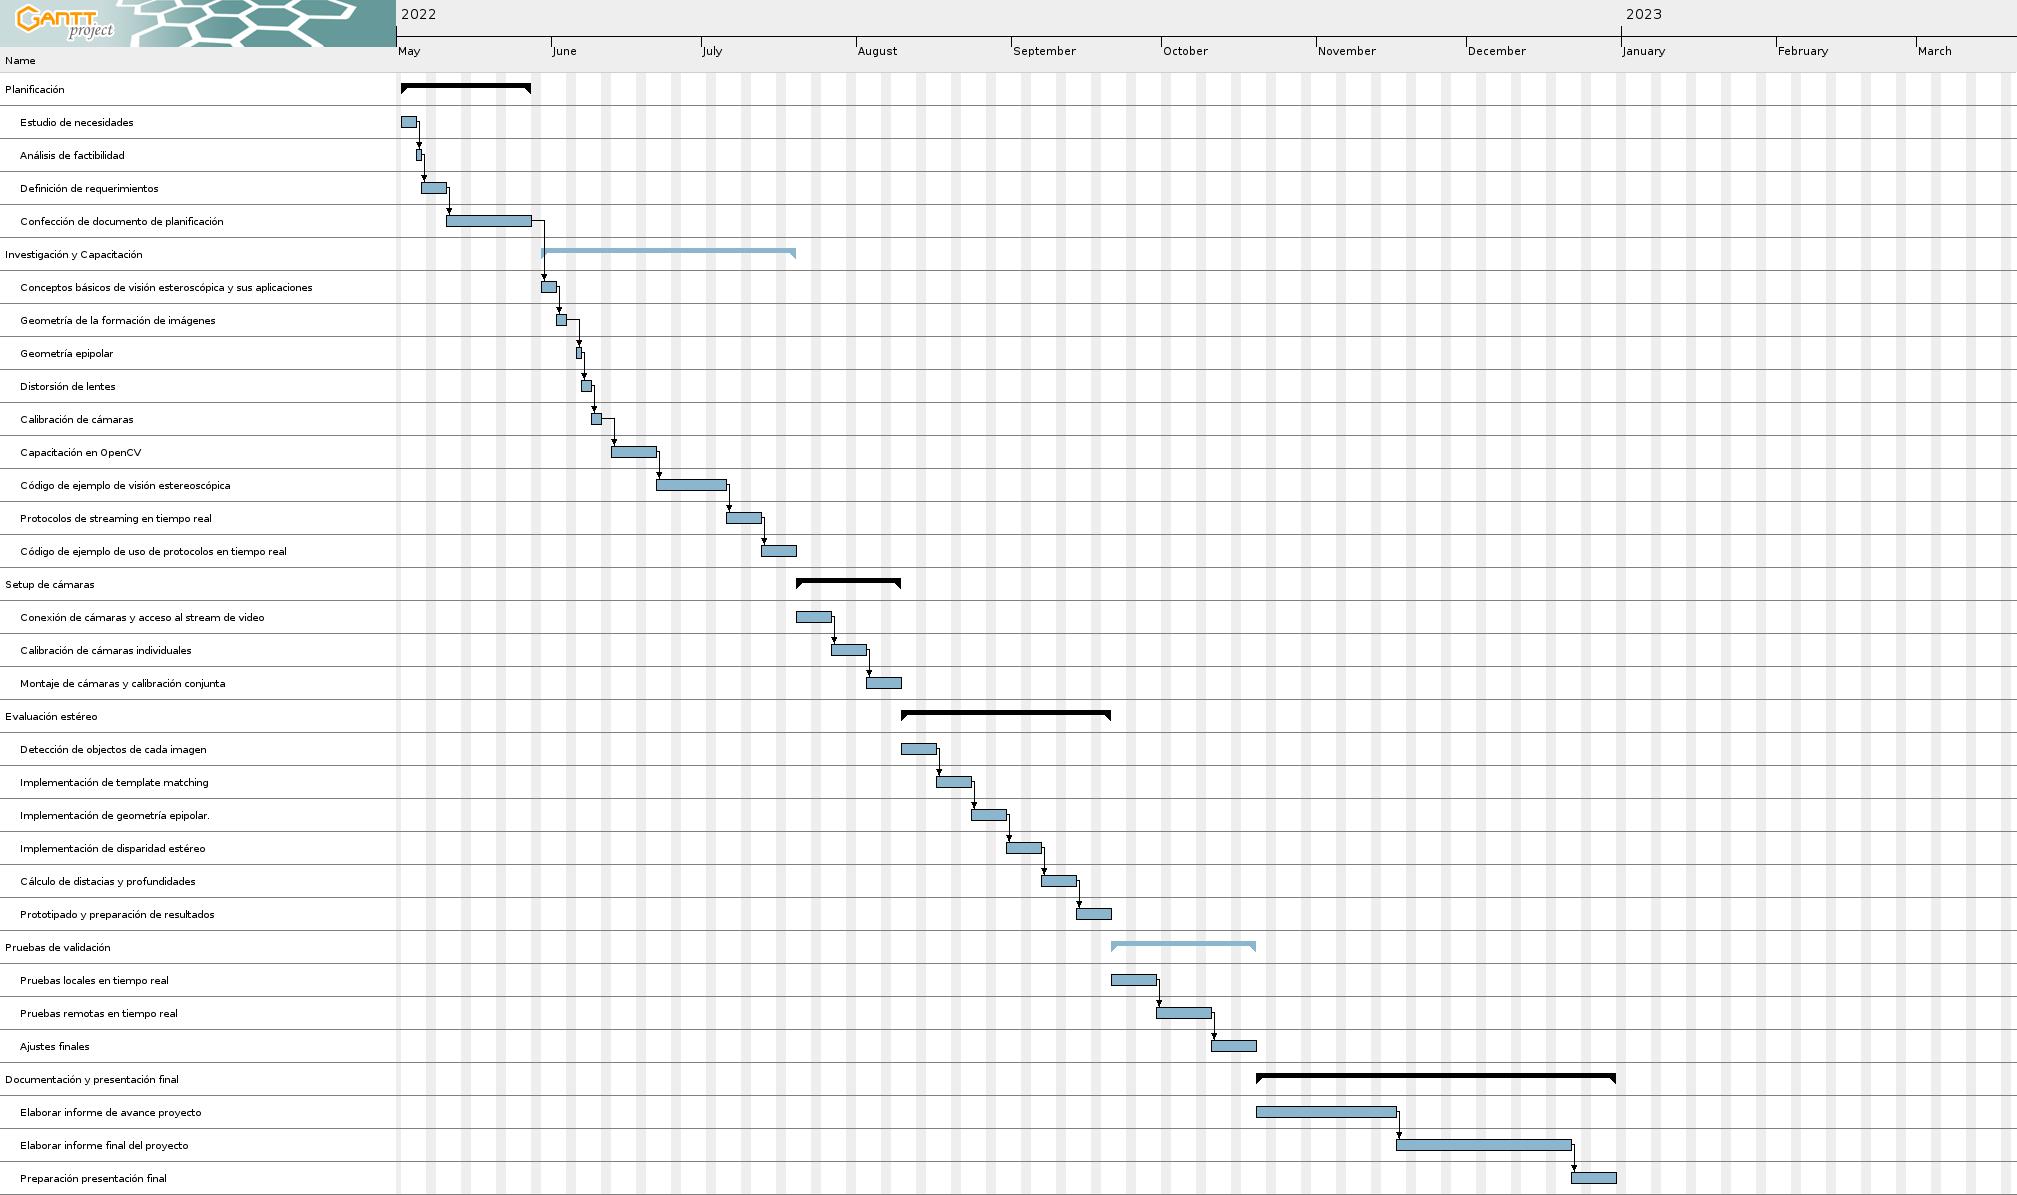 GANTT
project
2022
2023
May
June
July
August
September
October
November
December
January
February
March
Name
Planificación
Estudio de necesidades
Análisis de factibilidad
Definición de requerimientos
Confección de documento de planificación
Investigación y Capacitación
Conceptos básicos de visión esteroscópica y sus aplicaciones
Geometría de la formación de imágenes
Geometría epipolar
Distorsión de lentes
Calibración de cámaras
Capacitación en OpenCV
Código de ejemplo de visión estereoscópica
Protocolos de streaming en tiempo real
Código de ejemplo de uso de protocolos en tiempo real
Setup de cámaras
Conexión de cámaras y acceso al stream de video
Calibración de cámaras individuales
Montaje de cámaras y calibración conjunta
Evaluación estéreo
Detección de objetos de cada imagen
Implementación de template matching
Implementación de geometría epipolar.
Implementación de disparidad estéreo
Cálculo de distacias y profundidades
Prototipado y preparación de resultados
Pruebas de validación
Pruebas locales en tiempo real
Pruebas remotas en tiempo real
Ajustes finales
Documentación y presentación final
Elaborar informe de avance proyecto
Elaborar informe final del proyecto
Preparación presentación final